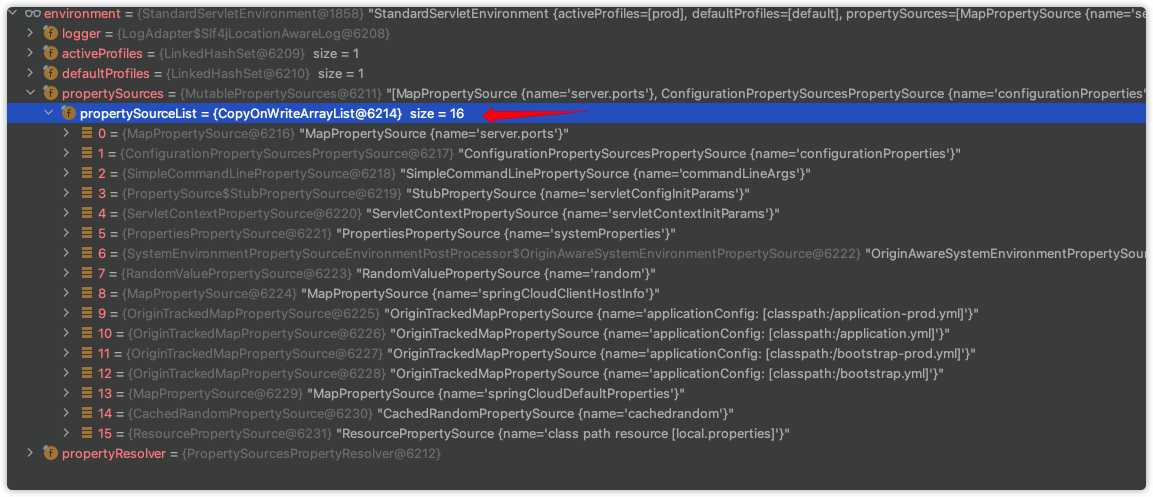 environment = {StandardServletEnvironment@1858} "StandardServletEnvironment {activeProfiles=[prod], defaultProfiles=[default], propertySources=[MapPropertySource {name='se
logger = {LogAdapter$Slf4jLocationAwareLog@6208}
activeProfiles = {LinkedHashSet@6209} size = 1
defaultProfiles = {LinkedHashSet@6210} size = 1
propertySources = {MutablePropertySources@6211} "[MapPropertySource {name='server.ports'}, ConfigurationPropertySourcesPropertySource {name='configurationProperties'
propertySourceList = {CopyOnWriteArrayList@6214} size = 16
0 = {MapPropertySource@6216} "MapPropertySource {name='server.ports'}"
1 = {ConfigurationPropertySourcesPropertySource@6217} "ConfigurationPropertySourcesPropertySource {name='configurationProperties'}"
2 = {SimpleCommandLinePropertySource@6218} "SimpleCommandLinePropertySource {name='commandLineArgs'}"
3 = {PropertySource$StubPropertySource@6219} "StubPropertySource {name='servletConfigInitParams'}"
4 = {ServletContextPropertySource@6220} "ServletContextPropertySource {name='servletContextInitParams'}"
5 = {PropertiesPropertySource@6221} "PropertiesPropertySource {name='systemProperties'}"
6 = {SystemEnvironmentPropertySourceEnvironmentPostProcessor$OriginAwareSystemEnvironmentPropertySource@6222} "OriginAwareSystemEnvironmentPropertySou
7 = {RandomValuePropertySource@6223} "RandomValuePropertySource {name='random'}"
8 = {MapPropertySource@6224} "MapPropertySource {name='springCloudClientHostInfo'}"
9 = {OriginTrackedMapPropertySource@6225} "OriginTrackedMapPropertySource {name='applicationConfig: [classpath:/application-prod.yml]'}"
10 = {OriginTrackedMapPropertySource@6226} "OriginTrackedMapPropertySource {name='applicationConfig: [classpath:/application.yml]'}"
11 = {OriginTrackedMapPropertySource@6227} "OriginTrackedMapPropertySource {name='applicationConfig: [classpath:/bootstrap-prod.yml]'}"
12 = {OriginTrackedMapPropertySource@6228} "OriginTrackedMapPropertySource {name='applicationConfig: [classpath:/bootstrap.yml]'}"
13 = {MapPropertySource@6229} "MapPropertySource {name='springCloudDefaultProperties'}"
14 = {CachedRandomPropertySource@6230} "CachedRandomPropertySource {name='cachedrandom'}"
15 = {ResourcePropertySource@6231} "ResourcePropertySource {name='class path resource [local.properties]'}"
propertyResolver = {PropertySourcesPropertyResolver@6212}